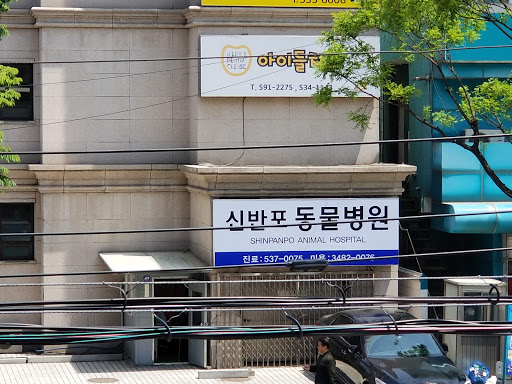 아이들
T. 591-2275 , 534-11
신반포 동물병원
SHINPANPO ANIMAL HOSPITAL
진료 : 537-0075 미용 : 3482-0076